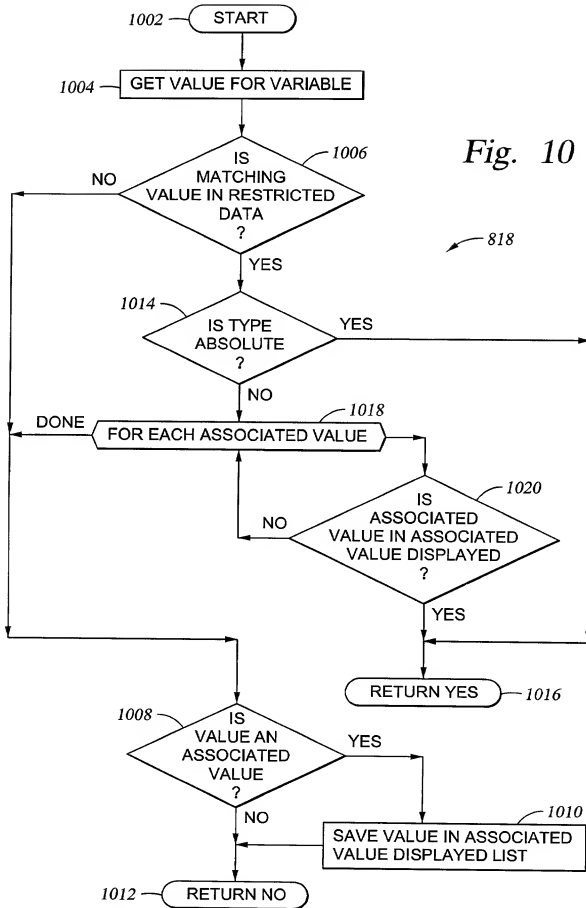 1002
START
1004
GET VALUE FOR VARIABLE
Fig. 10
1006
IS
MATCHING
VALUE IN RESTRICTED
DATA
?
NO
YES
818
1014
IS TYPE
ABSOLUTE
?
YES
NO
1018
DONE
FOR EACH ASSOCIATED VALUE
1020
IS
ASSOCIATED
VALUE IN ASSOCIATED
VALUE DISPLAYED
?
NO
YES
RETURN YES
1016
1008
IS
VALUE AN
ASSOCIATED
VALUE
?
YES
NO
1010
SAVE VALUE IN ASSOCIATED
VALUE DISPLAYED LIST
1012
RETURN NO